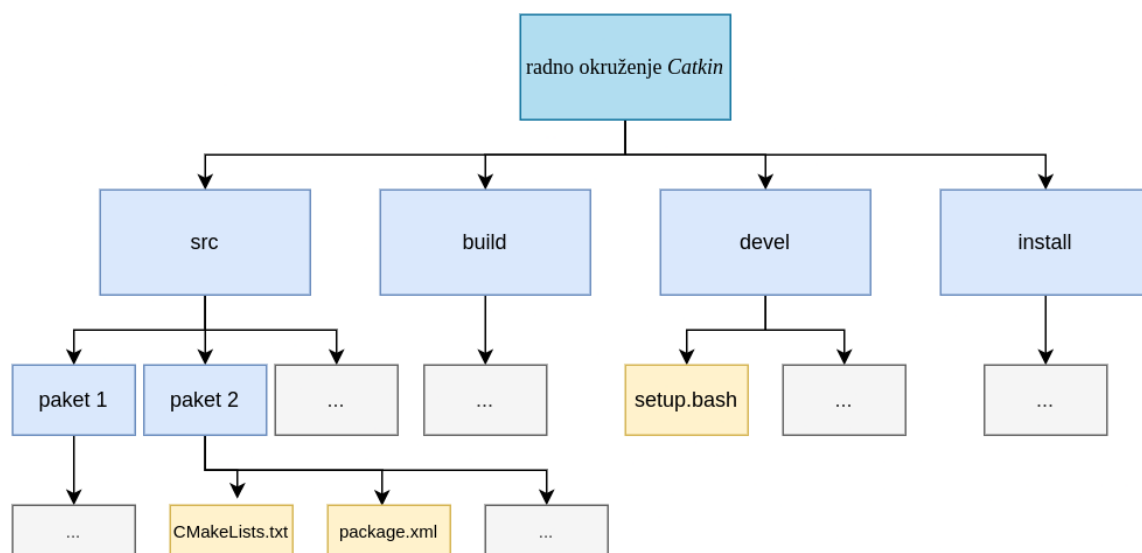 radno okruženje Catkin
src
build
devel
install
paket 1
paket 2
...
...
setup.bash
...
...
...
CMakeLists.txt
package.xml
...